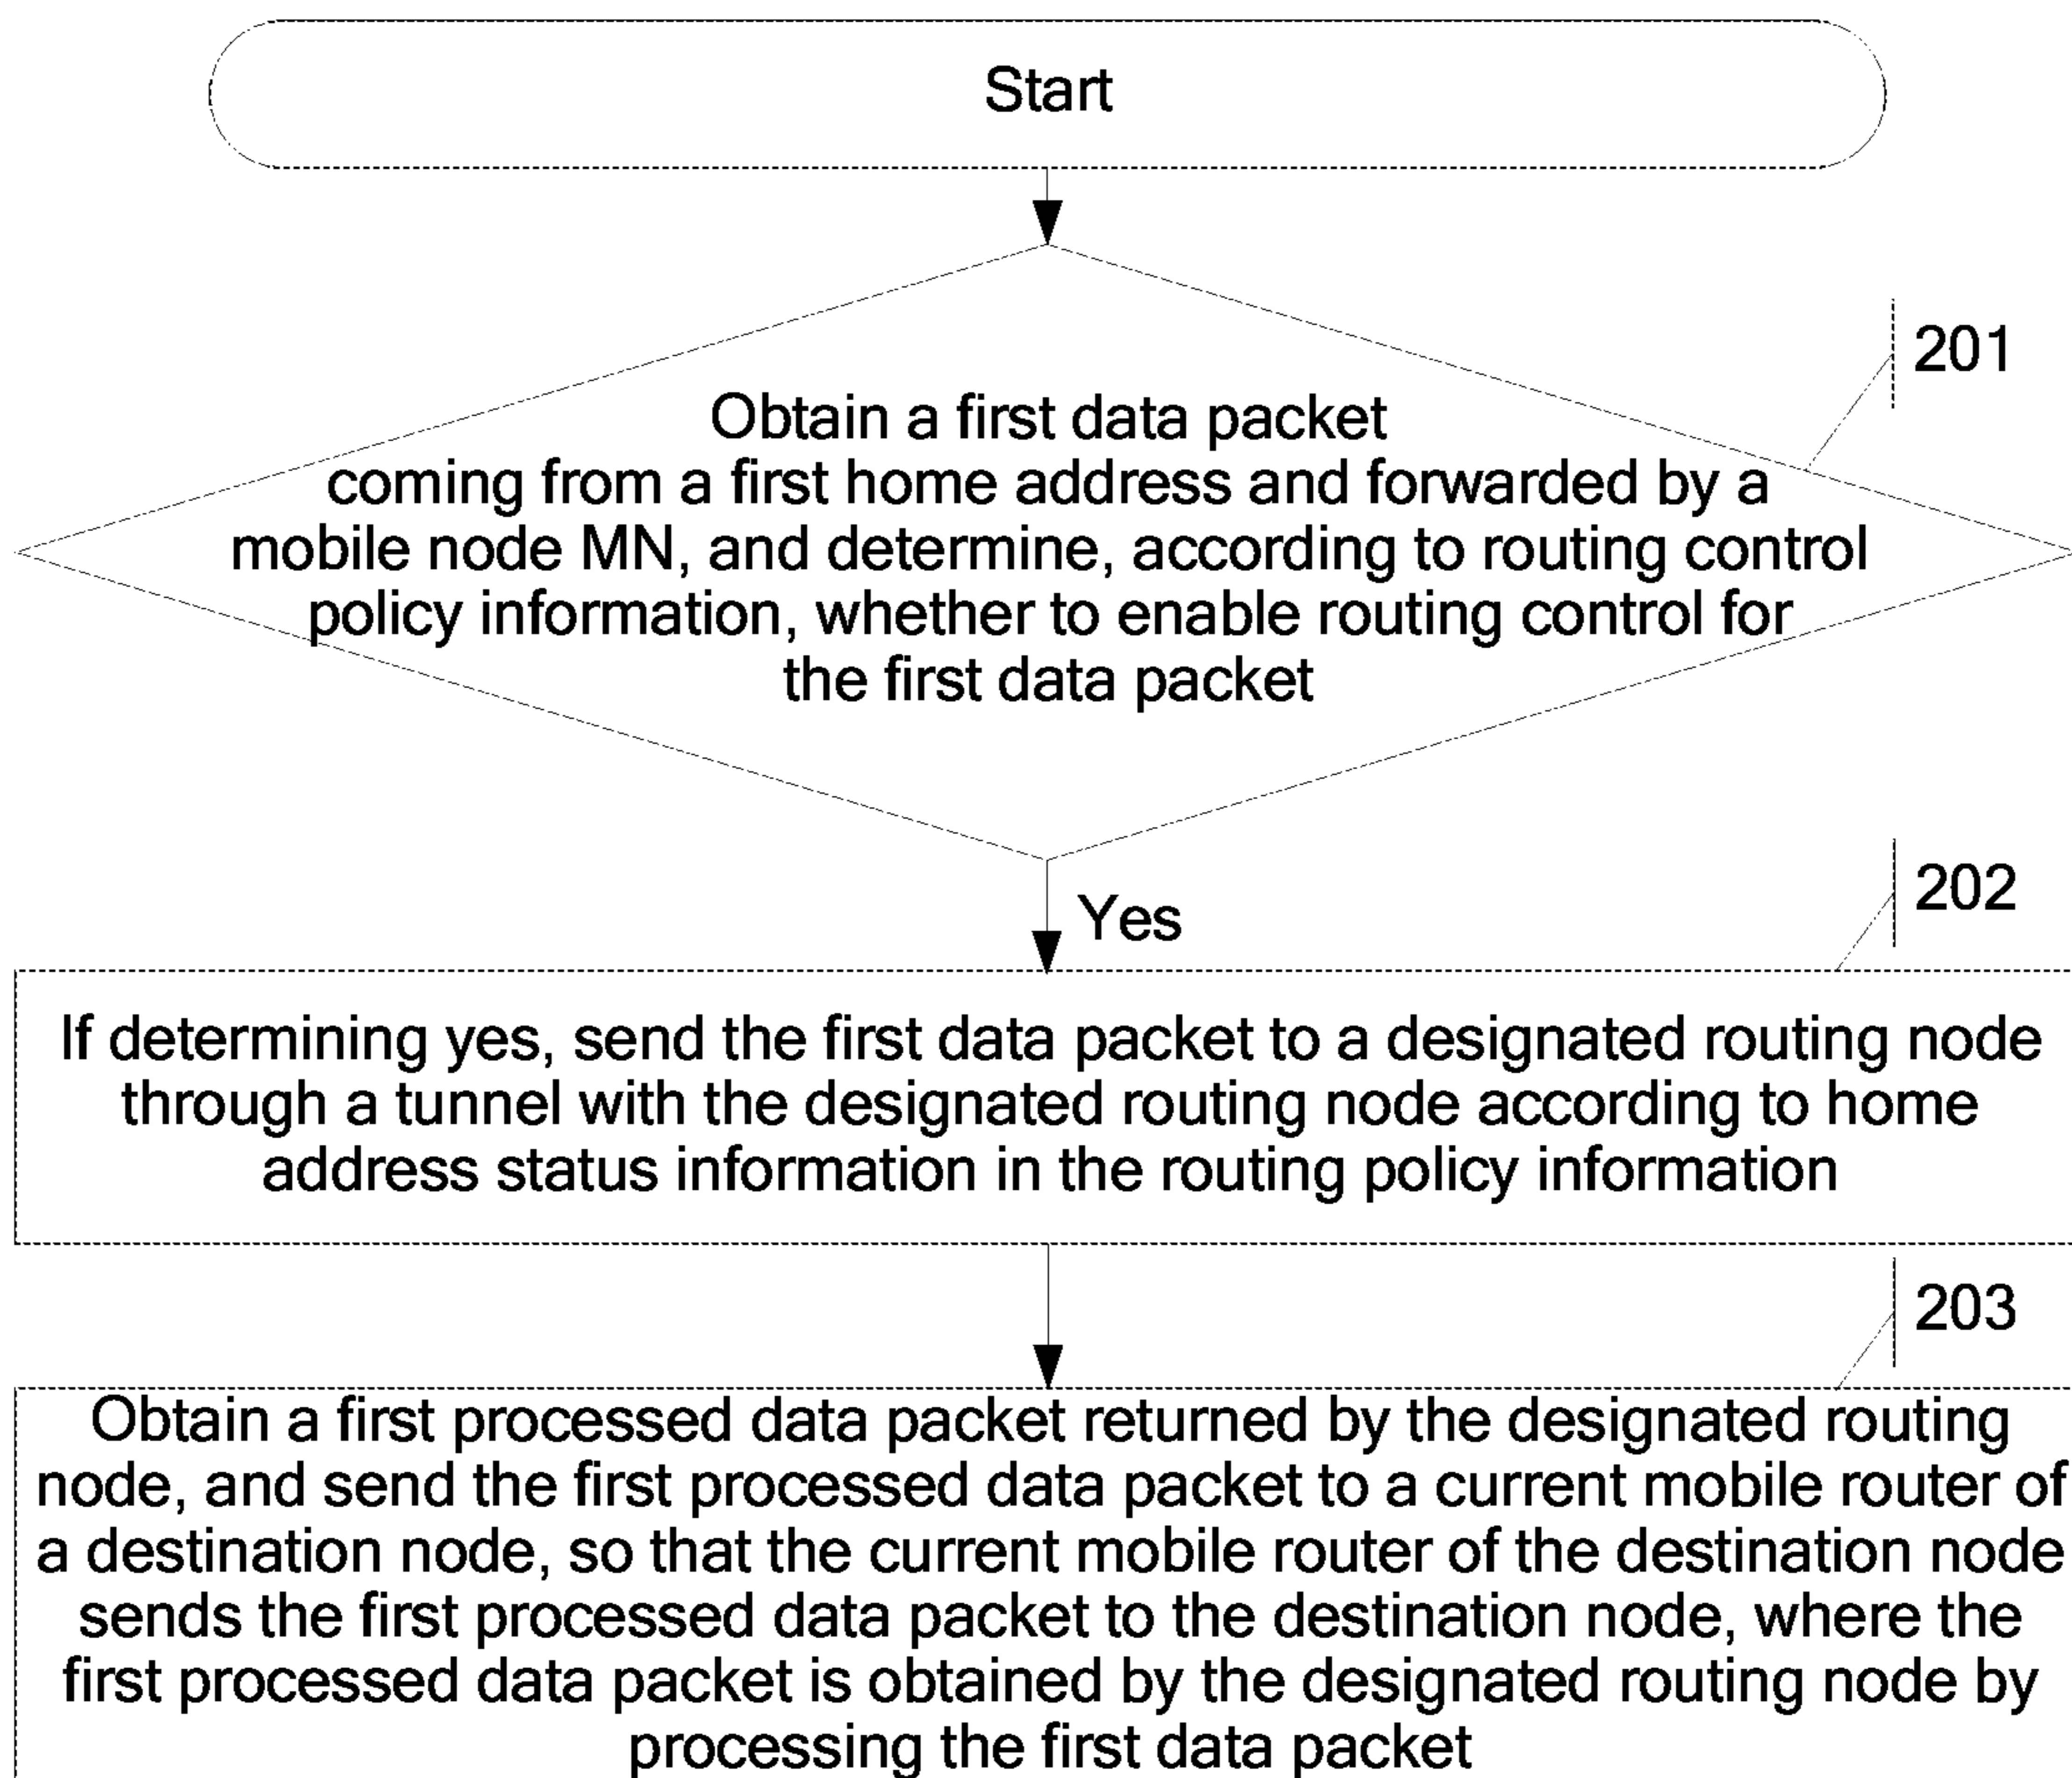 Start
201
Obtain a first data packet
coming from a first home address and forwarded by a
mobile node MN, and determine, according to routing control
policy information, whether to enable routing control for
the first data packet
202
Yes
If determining yes, send the first data packet to a designated routing node
through a tunnel with the designated routing node according to home
address status information in the routing policy information
203
Obtain a first processed data packet returned by the designated routing
node, and send the first processed data packet to a current mobile router of
a destination node, so that the current mobile router of the destination node
sends the first processed data packet to the destination node, where the
first processed data packet is obtained by the designated routing node by
processing the first data packet